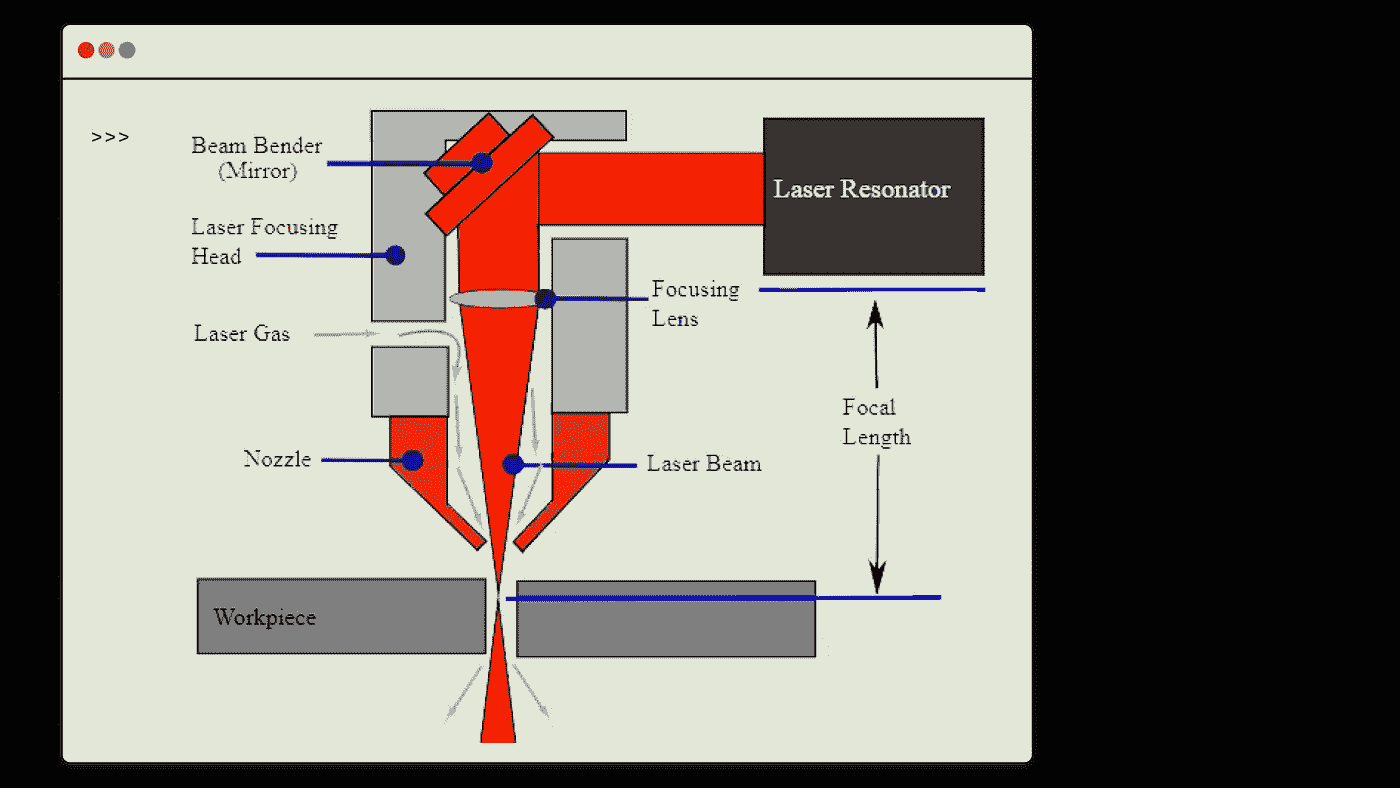 >>>
Beam Bender
(Mirror)
Laser Resonator
Laser Focusing
Head
Focusing
Lens
Laser Gas
Focal
Length
Nozzle
Laser Beam
Workpiece